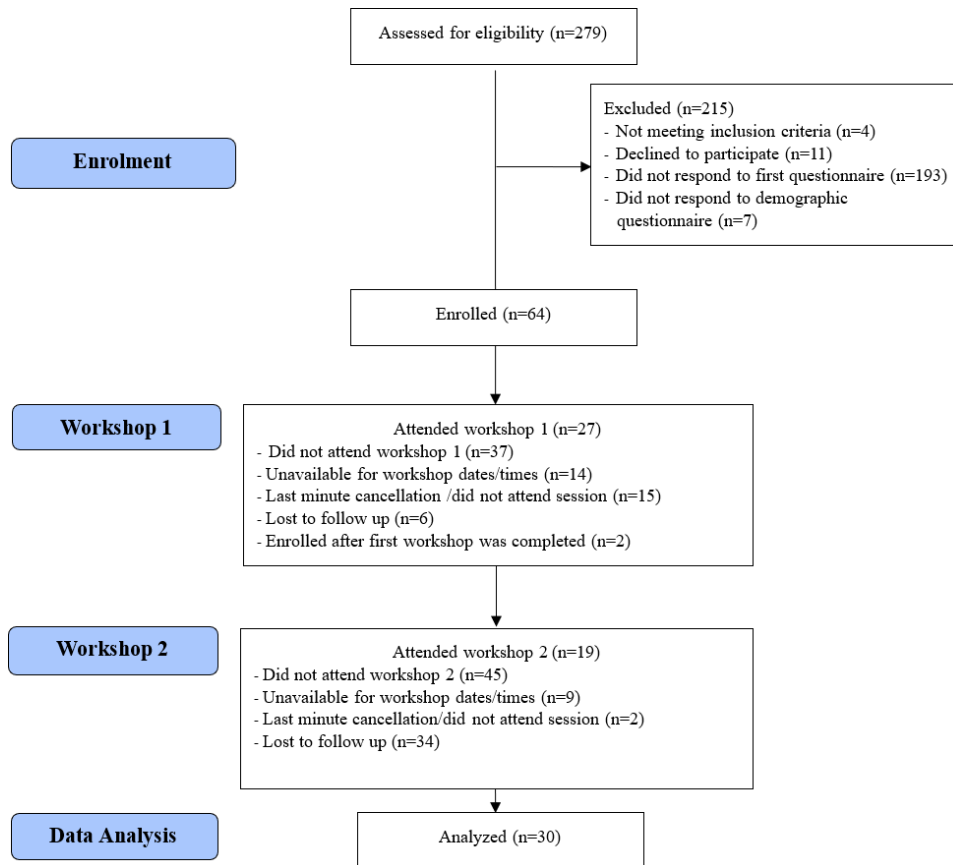 Assessed for eligibility (n=279)
Excluded (n=215)
- Not meeting inclusion criteria (n=4)
- Declined to participate (n=11)
- Did not respond to first questionnaire (n=193)
- Did not respond to demographic
questionnaire (n=7)
Enrolment
Enrolled (n=64)
Workshop 1
Attended workshop 1 (n=27)
- Did not attend workshop 1 (n=37)
- Unavailable for workshop dates/times (n=14)
- Last minute cancellation /did not attend session (n=15)
- Lost to follow up (n=6)
- Enrolled after first workshop was completed (n=2)
Workshop 2
Attended workshop 2 (n=19)
- Did not attend workshop 2 (n=45)
- Unavailable for workshop dates/times (n=9)
- Last minute cancellation/did not attend session (n=2)
- Lost to follow up (n=34)
Data Analysis
Analyzed (n=30)